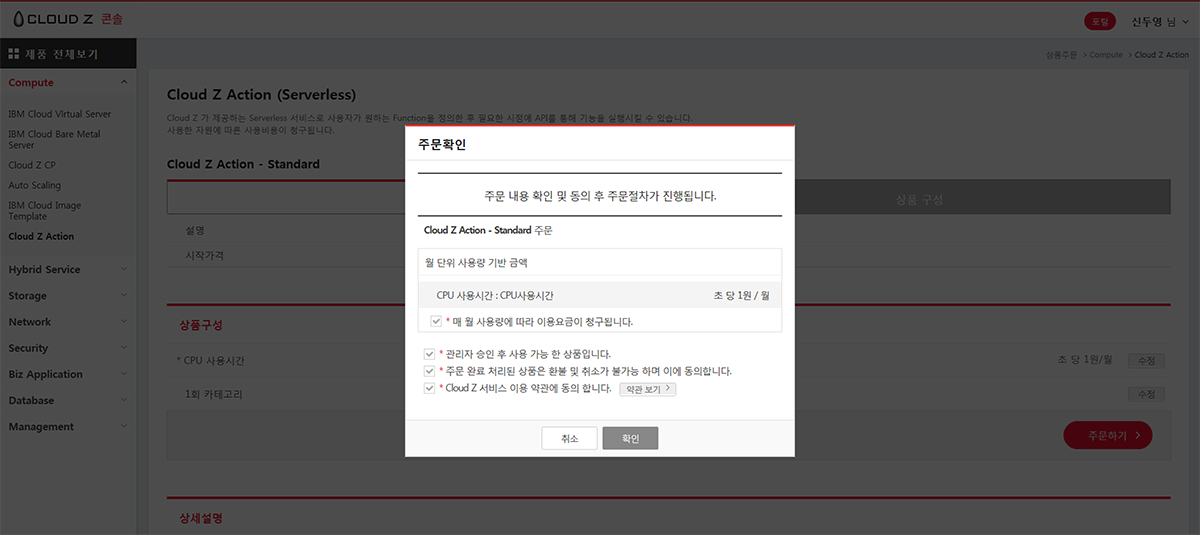 CLOUD Z 콘솔
포털
신두영 님
제품 전체보기
상품주문 > Compute > Cloud Z Action
Compute
IBM Cloud Virtual Server
IBM Cloud Bare Metal
Server
Cloud Z CP
Auto Scaling
IBM Cloud Image
Template
Cloud Z Action
Hybrid Service
Storage
Network
Security
Biz Application
Database
Management
Cloud Z Action (Serverless)
Cloud Z 가 제공하는 Serverless 서비스로 사용자가 원하는 Function을 정의한 후 필요한 시점에 API를 통해 기능을 실행시킬 수 있습니다.
사용한 자원에 따른 사용비용이 청구됩니다.
Cloud Z Action - Standard
상품 구성
설명
시작가격
상품구성
* CPU 사용시간
초 당 1원/월
수정
1회 카테고리
수정
주문하기 >
상세설명
주문확인
주문 내용 확인 및 동의 후 주문절차가 진행됩니다.
Cloud Z Action - Standard 주문
월 단위 사용량 기반 금액
CPU 사용시간 : CPU사용시간
초 당 1원 / 월
* 매 월 사용량에 따라 이용요금이 청구됩니다.
* 관리자 승인 후 사용 가능 한 상품입니다.
* 주문 완료 처리된 상품은 환불 및 취소가 불가능 하며 이에 동의합니다.
* Cloud Z 서비스 이용 약관에 동의 합니다.
약관 보기 >
취소
확인